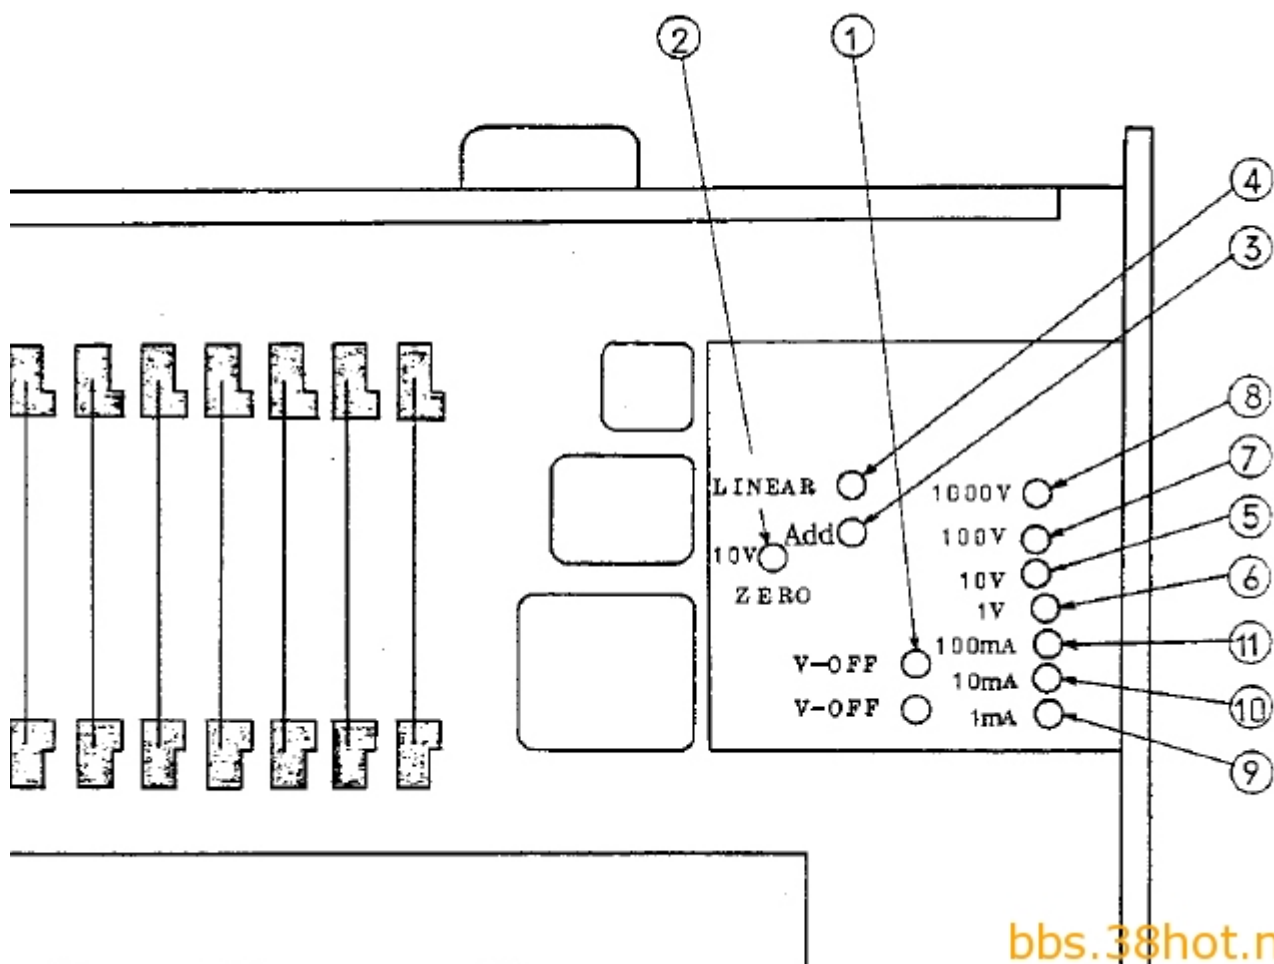 ② ①
④
③
⑧
LINEAR 1000V ⑦
Add 100V ⑤
10V 10V
ZERO 1V ⑥
V-OFF 100mA ⑪
V-OFF 10mA ⑩
1mA ⑨
bbs.38hot.n